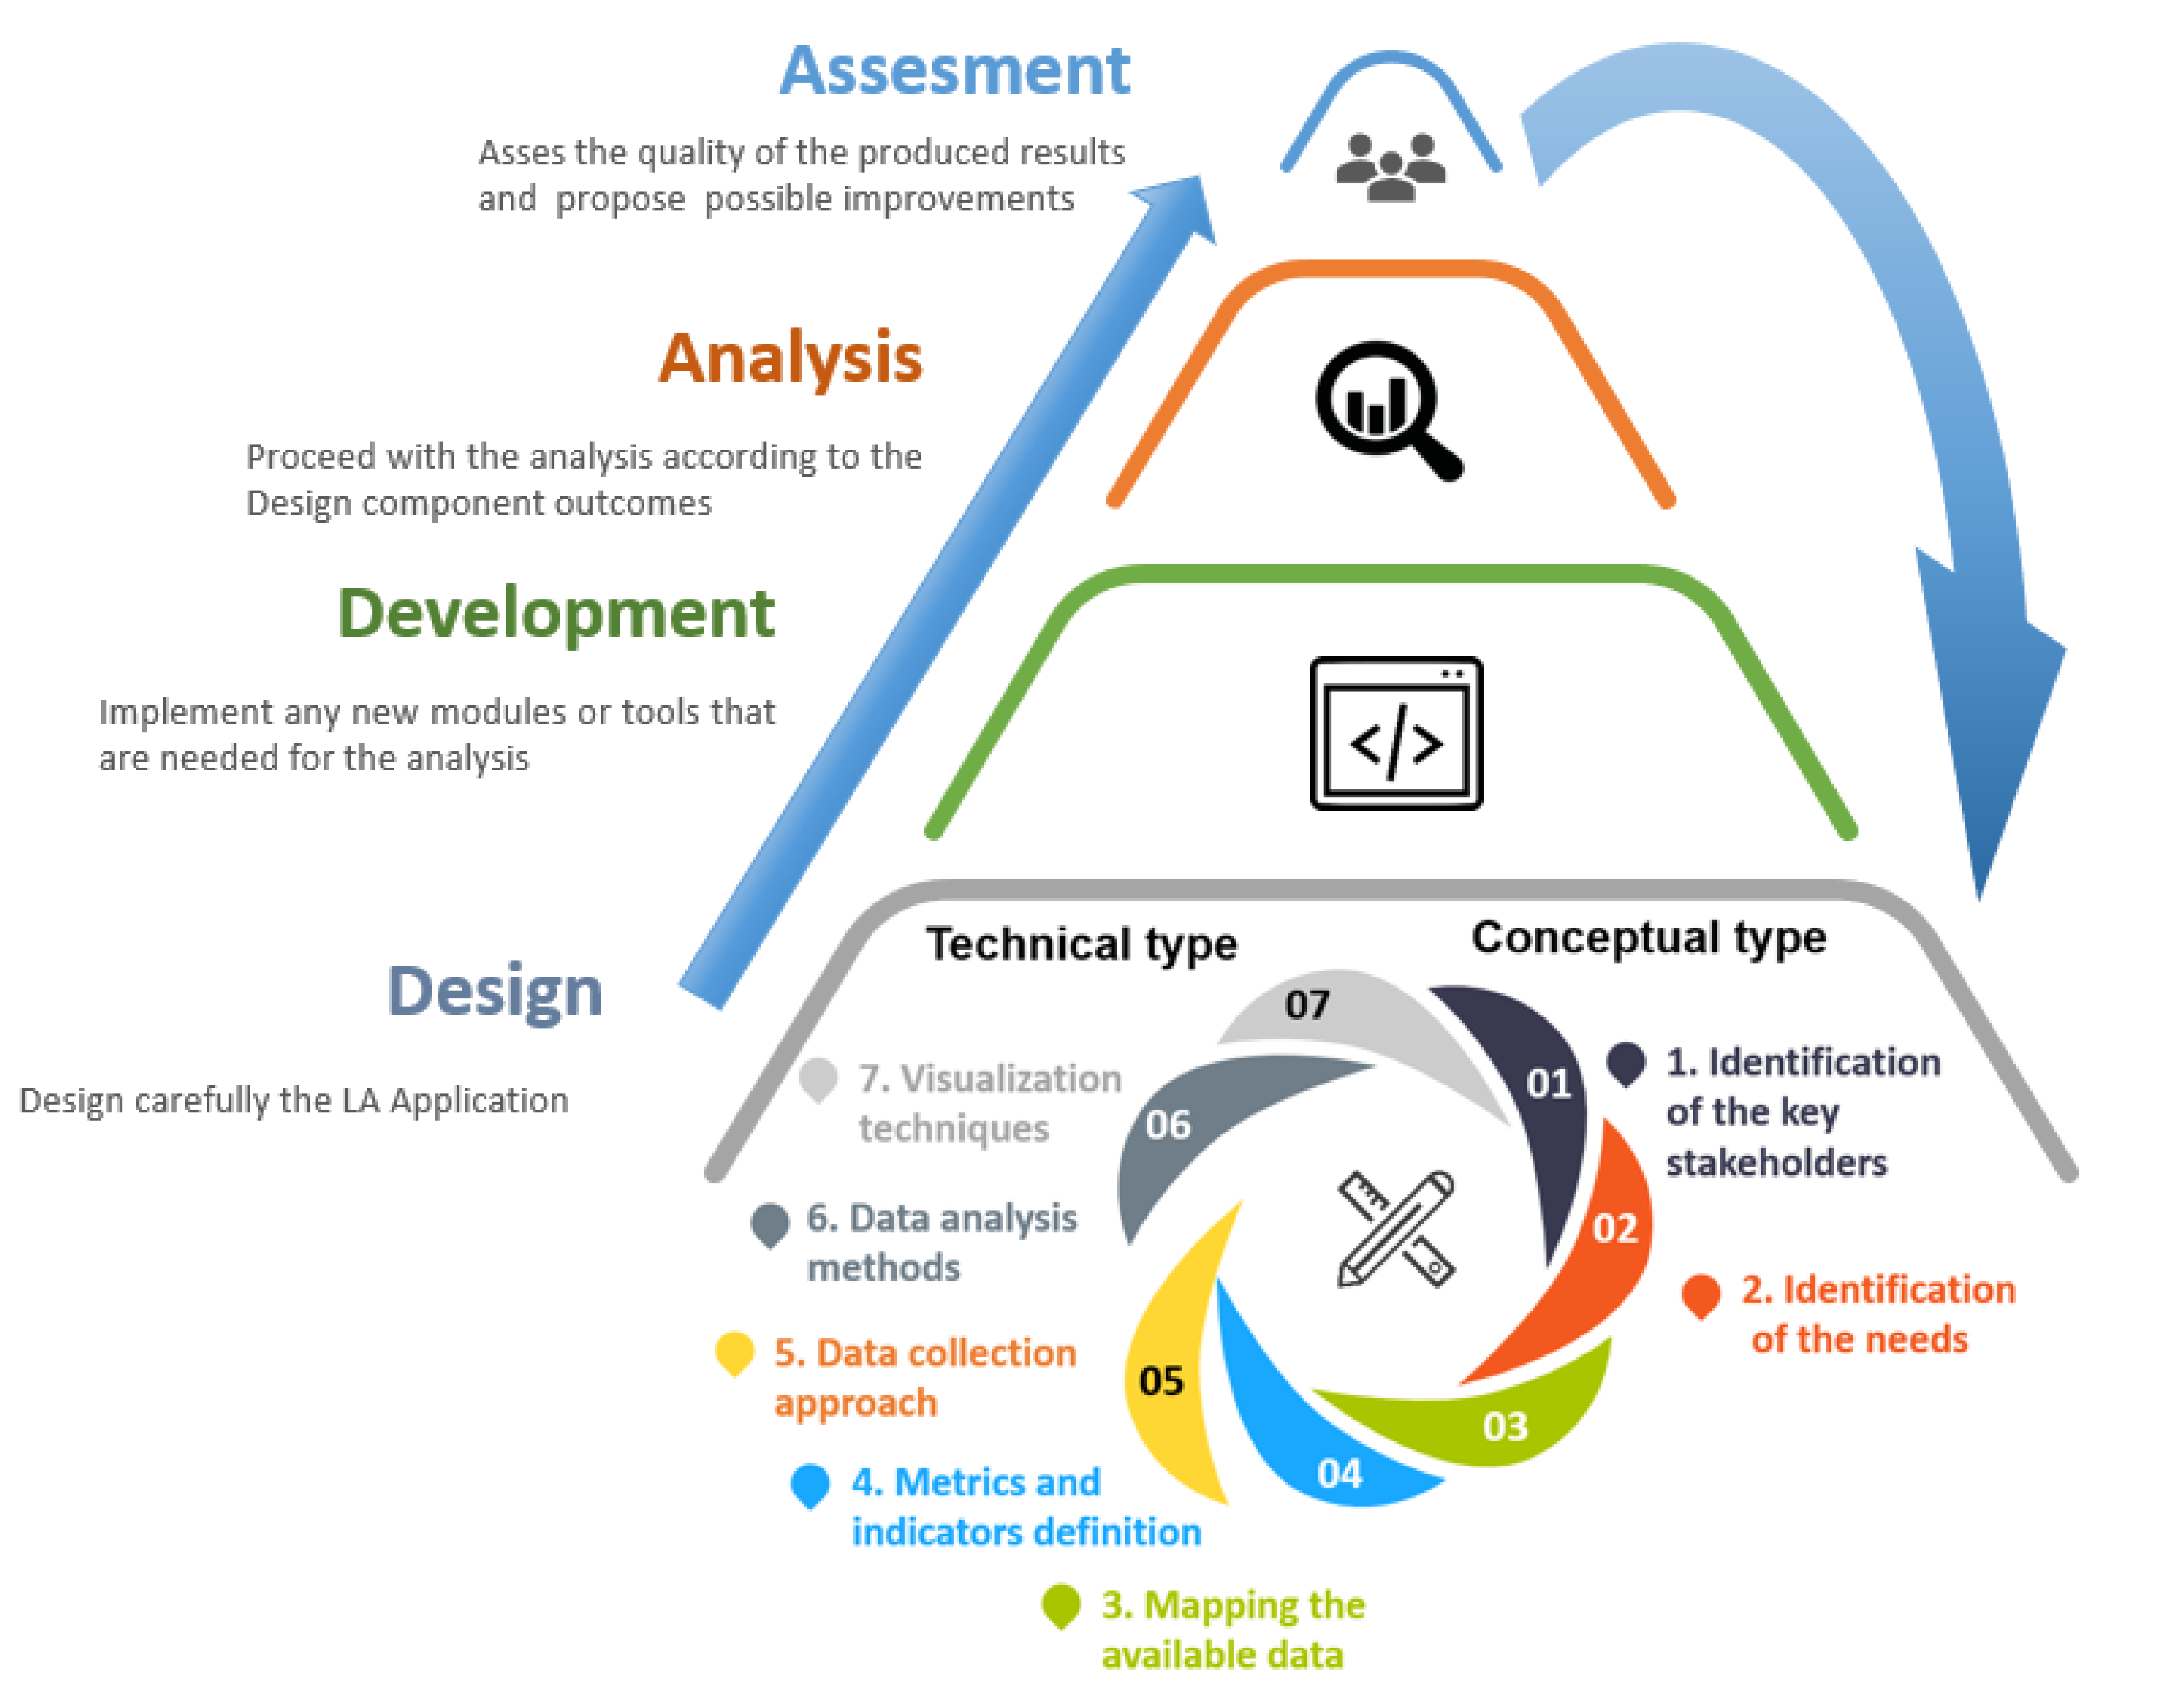 Assesment
Asses the quality of the produced results
and propose possible improvements
Analysis
Proceed with the analysis according to the
Design component outcomes
Development
Implement any new modules or tools that
are needed for the analysis
</>
Design
Design carefully the LA Application
Technical type
Conceptual type
07
01
06
02
05
03
04
1. Identification
of the key
stakeholders
2. Identification
of the needs
7. Visualization
techniques
6. Data analysis
methods
5. Data collection
approach
4. Metrics and
indicators definition
3. Mapping the
available data